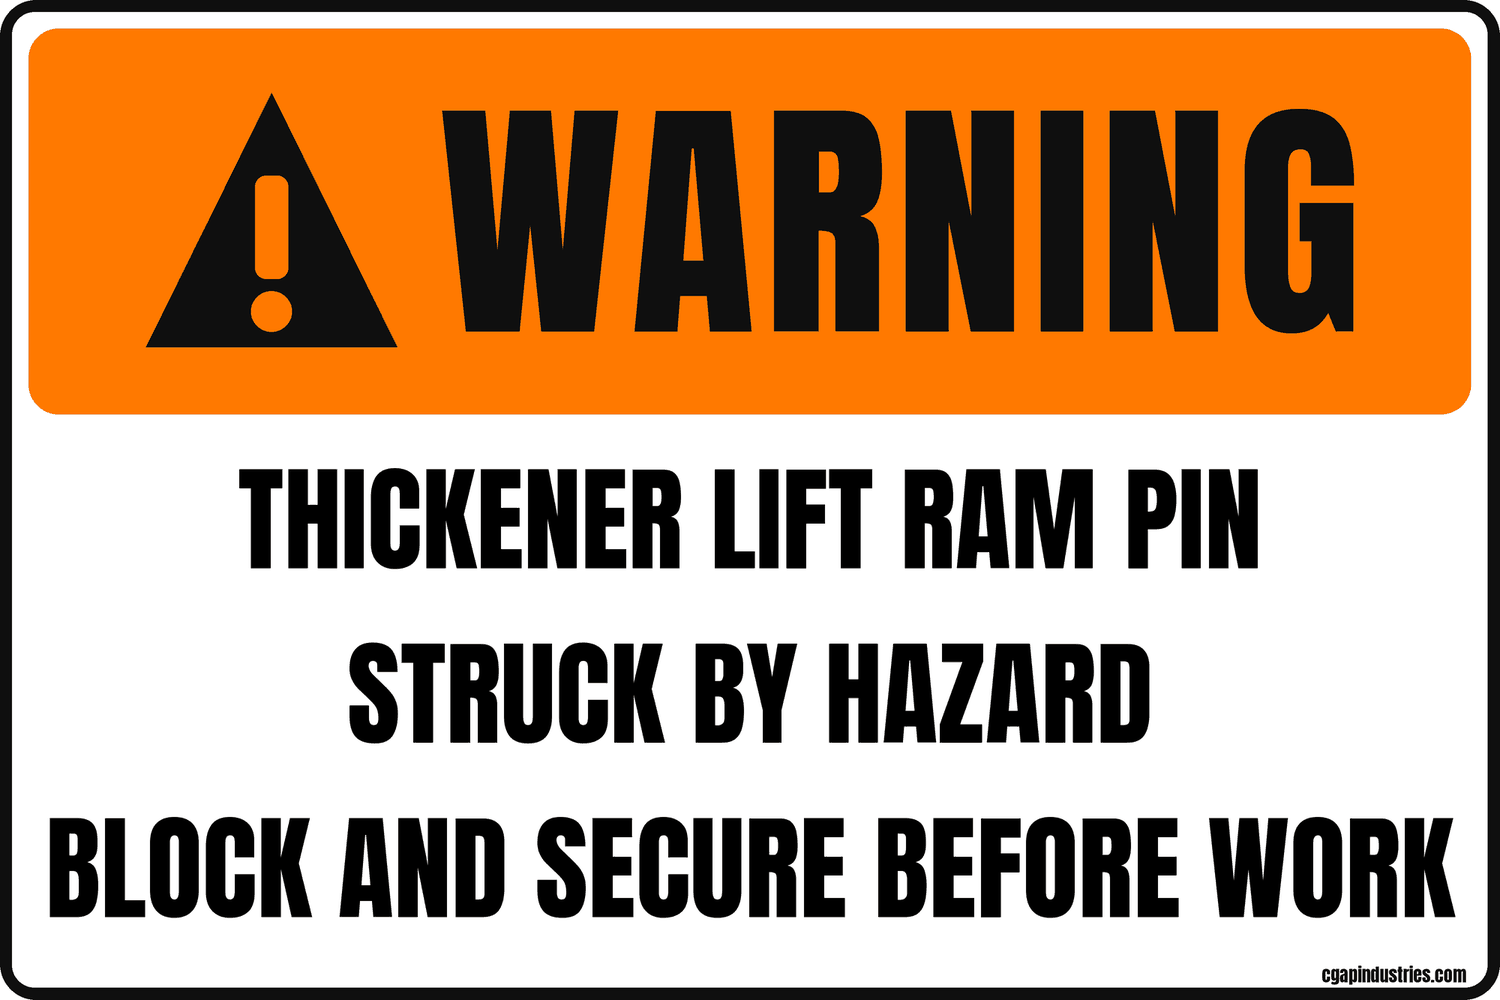 WARNING
THICKENER LIFT RAM PIN
STRUCK BY HAZARD
BLOCK AND SECURE BEFORE WORK
cgapindustries.com